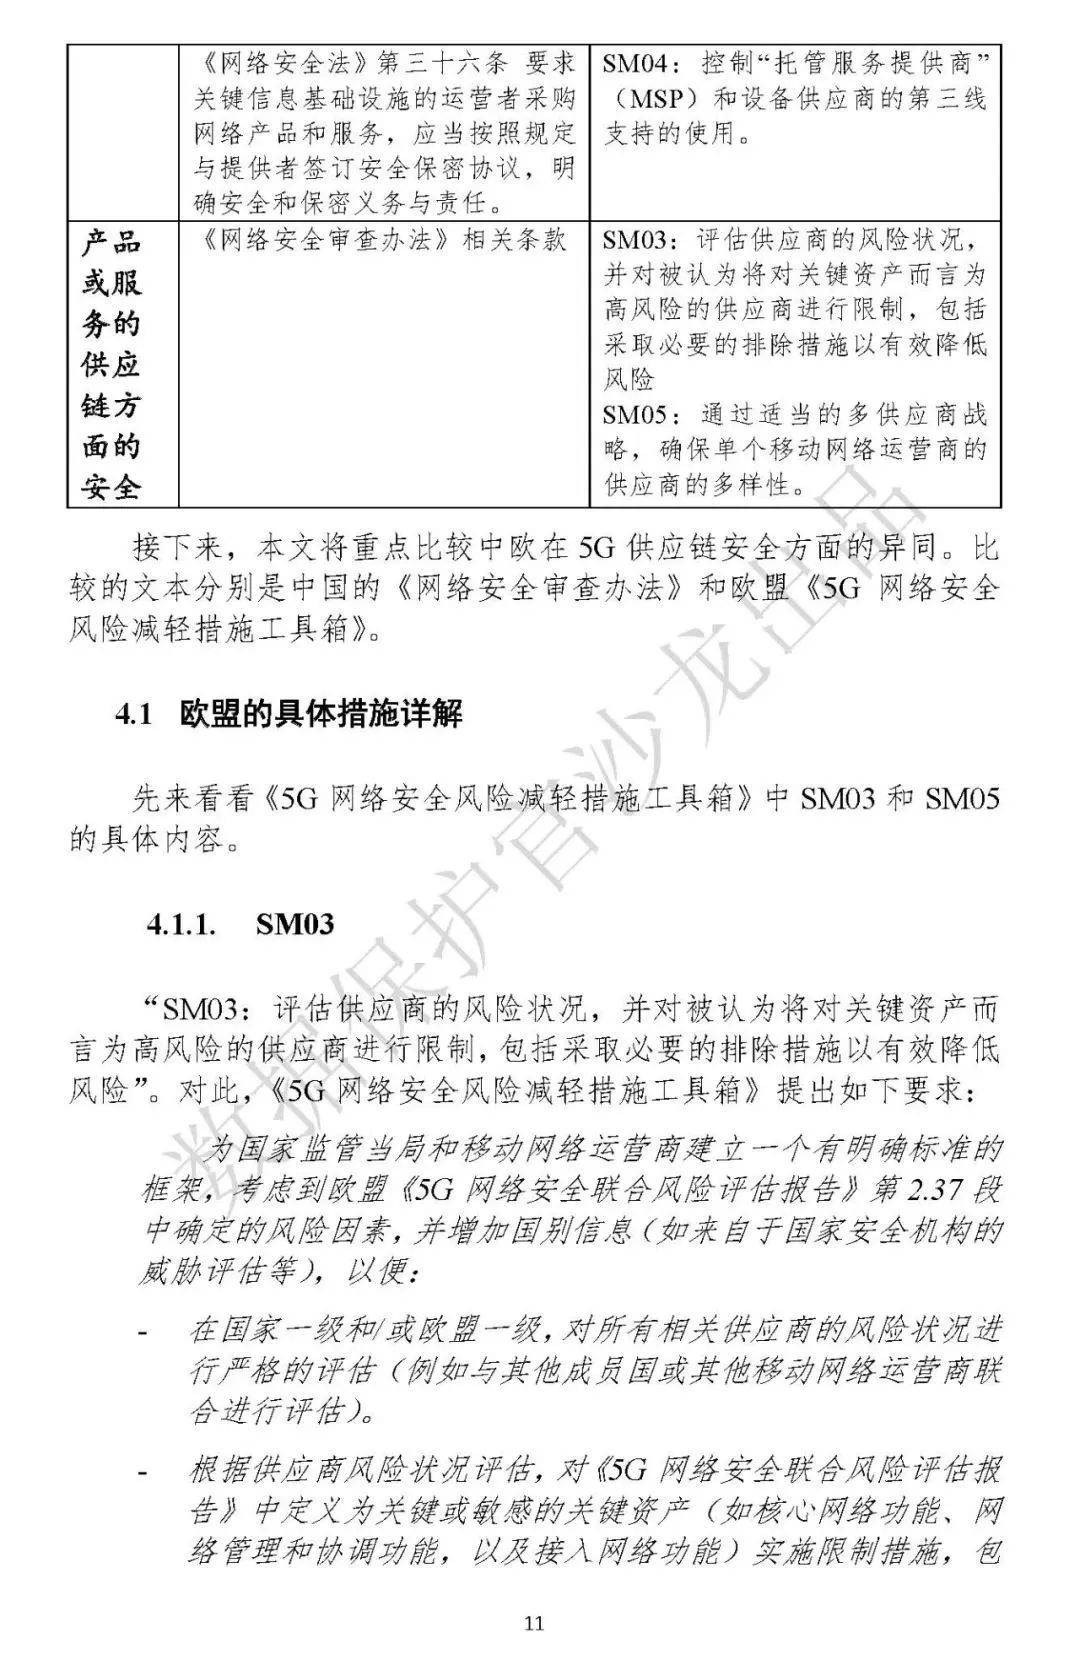 《网络安全法》第三十六条 要求
关键信息基础设施的运营者采购
网络产品和服务，应当按照规定
与提供者签订安全保密协议，明
确安全和保密义务与责任。
SM04：控制“托管服务提供商”
（MSP）和设备供应商的第三线
支持的使用。
产品
或服
务的
供应
链方
面的
安全
《网络安全审查办法》相关条款
SM03：评估供应商的风险状况，
并对被认为将对关键资产而言为
高风险的供应商进行限制，包括
采取必要的排除措施以有效降低
风险
SM05：通过适当的多供应商战
略，确保单个移动网络运营商的
供应商的多样性。
接下来，本文将重点比较中欧在 5G 供应链安全方面的异同。比
较的文本分别是中国的《网络安全审查办法》和欧盟《5G 网络安全
风险减轻措施工具箱》。
4.1 欧盟的具体措施详解
先来看看《5G 网络安全风险减轻措施工具箱》中 SM03 和 SM05
的具体内容。
4.1.1. SM03
“SM03：评估供应商的风险状况，并对被认为将对关键资产而
言为高风险的供应商进行限制，包括采取必要的排除措施以有效降低
风险”。对此，《5G 网络安全风险减轻措施工具箱》提出如下要求：
为国家监管当局和移动网络运营商建立一个有明确标准的
框架，考虑到欧盟《5G 网络安全联合风险评估报告》第 2.37 段
中确定的风险因素，并增加国别信息（如来自于国家安全机构的
威胁评估等），以便：
- 在国家一级和/或欧盟一级，对所有相关供应商的风险状况进
行严格的评估（例如与其他成员国或其他移动网络运营商联
合进行评估）。
- 根据供应商风险状况评估，对《5G 网络安全联合风险评估报
告》中定义为关键或敏感的关键资产（如核心网络功能、网
络管理和协调功能，以及接入网络功能）实施限制措施，包
11
数据保护官沙龙出品